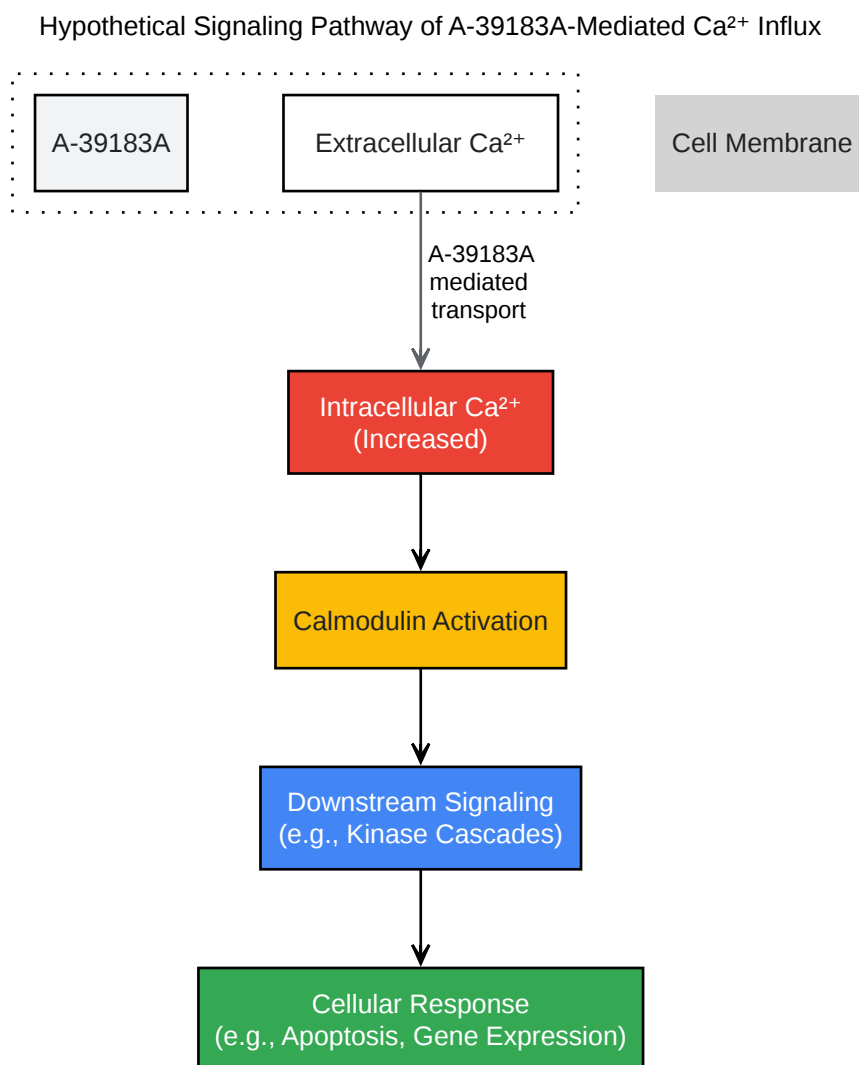 Hypothetical Signaling Pathway of A-39183A-Mediated Ca²⁺ Influx
A-39183A
Extracellular Ca²⁺
Cell Membrane
A-39183A
mediated
transport
Intracellular Ca²⁺
(Increased)
Calmodulin Activation
Downstream Signaling
(e.g., Kinase Cascades)
Cellular Response
(e.g., Apoptosis, Gene Expression)